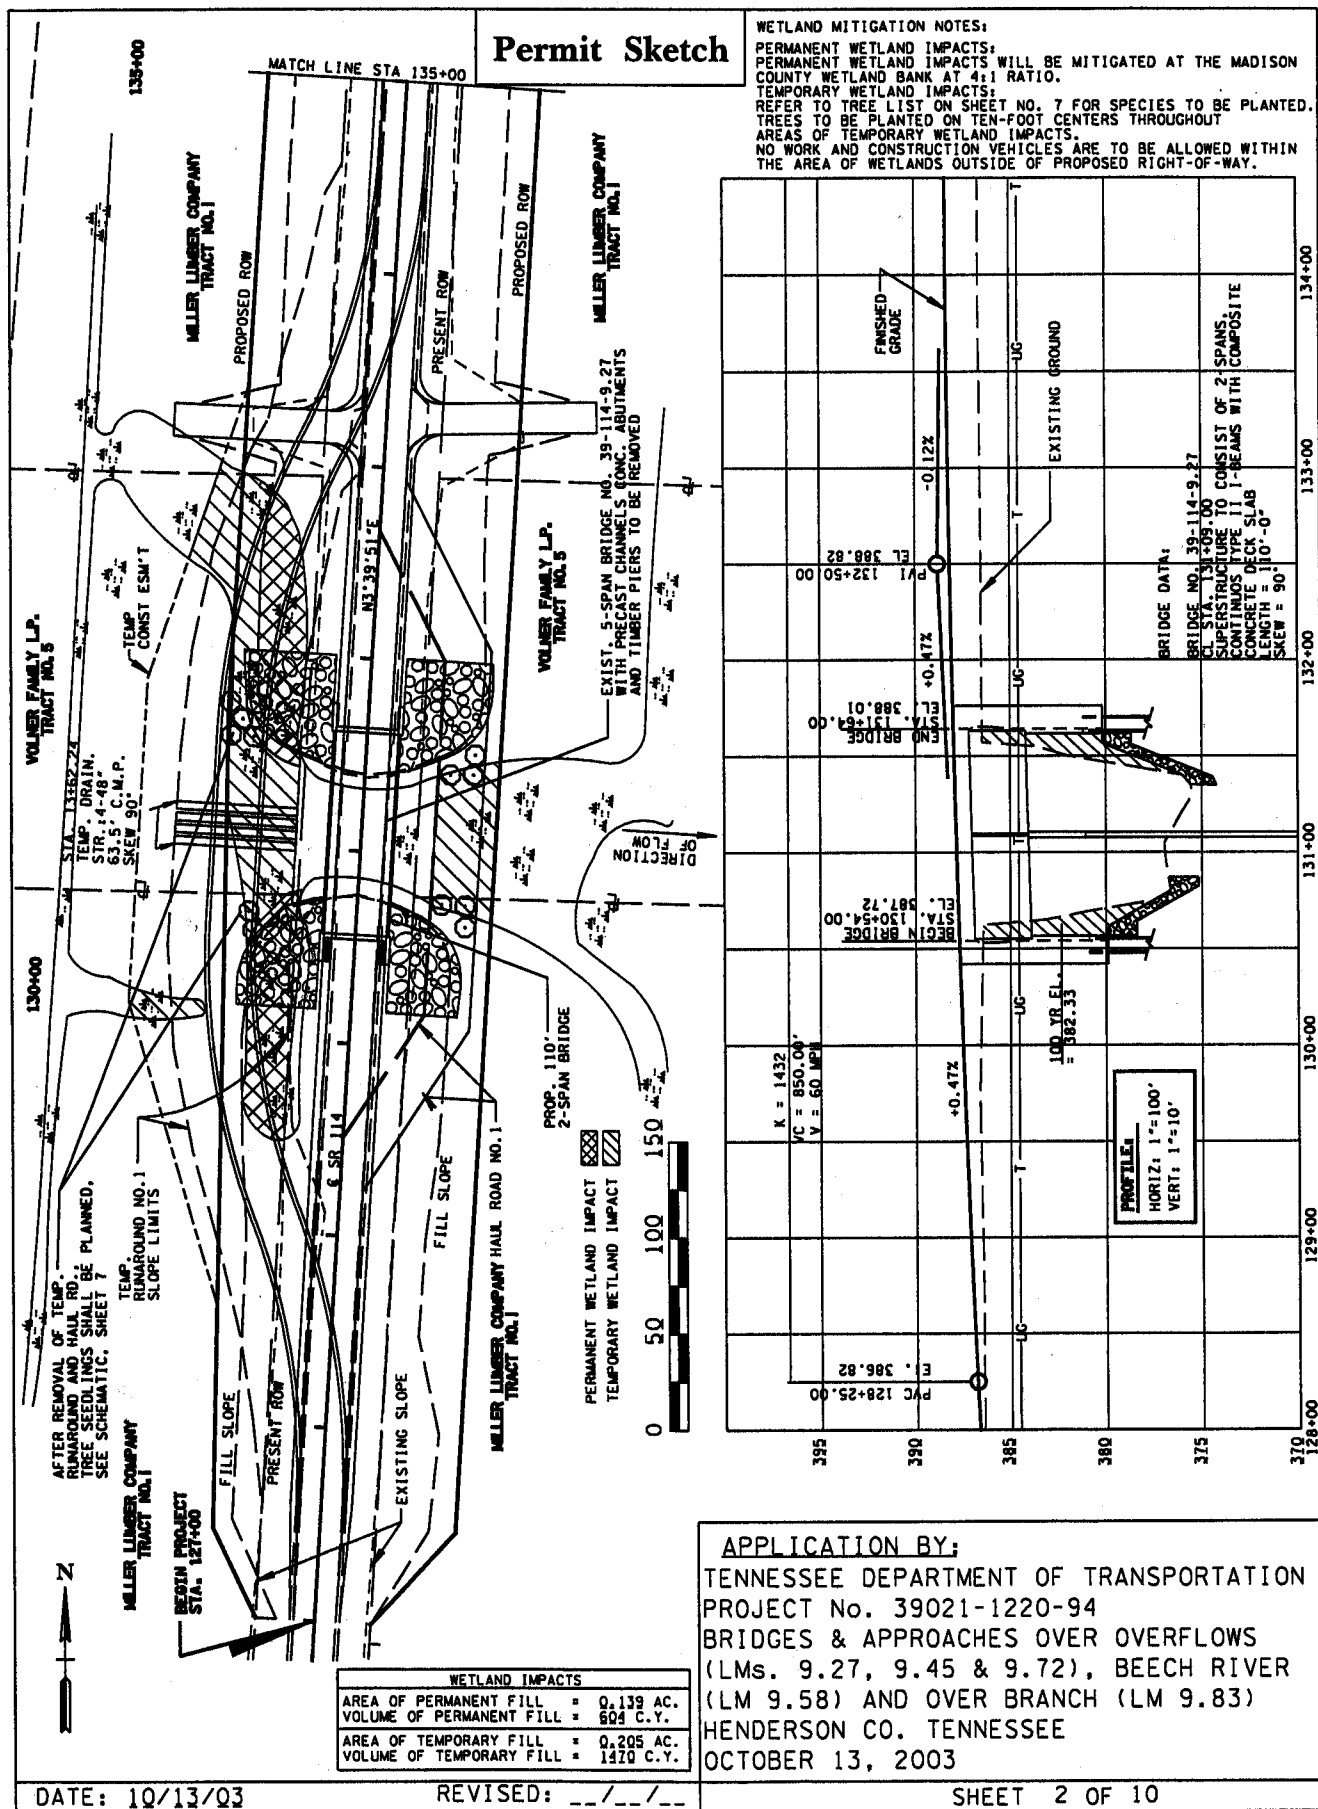 Permit Sketch
WETLAND MITIGATION NOTES:
PERMANENT WETLAND IMPACTS:
PERMANENT WETLAND IMPACTS WILL BE MITIGATED AT THE MADISON
COUNTY WETLAND BANK AT 4:1 RATIO.
TEMPORARY WETLAND IMPACTS:
REFER TO TREE LIST ON SHEET NO. 7 FOR SPECIES TO BE PLANTED.
TREES TO BE PLANTED ON TEN-FOOT CENTERS THROUGHOUT
AREAS OF TEMPORARY WETLAND IMPACTS.
NO WORK AND CONSTRUCTION VEHICLES ARE TO BE ALLOWED WITHIN
THE AREA OF WETLANDS OUTSIDE OF PROPOSED RIGHT-OF-WAY.
135+00
MATCH LINE STA 135+00
MILLER LUMBER COMPANY
TRACT NO.1
PROPOSED ROW
PRESENT ROW
PROPOSED ROW
MILLER LUMBER COMPANY
TRACT NO.1
VOLNER FAMILY L.P.
TRACT NO.5
TEMP
CONST ESM'T
N3°39'51"E
VOLNER FAMILY L.P.
TRACT NO.5
EXIST. 5-SPAN BRIDGE NO. 39-114-9.27
WITH PRECAST CHANNELS CONC. ABUTMENTS
AND TIMBER PIERS TO BE REMOVED
STA. 13+62.24
TEMP. DRAIN.
STR.:4-48"
63.5' C.M.P.
SKEW 90°
DIRECTION
OF FLOW
130+00
PROP. 110'
2-SPAN BRIDGE
AFTER REMOVAL OF TEMP.
RUNAROUND AND HAUL RD.,
TREE SEEDLINGS SHALL BE PLANNED,
SEE SCHEMATIC, SHEET 7
TEMP.
RUNAROUND NO.1
SLOPE LIMITS
℄ SR 114
FILL SLOPE
HAUL ROAD NO.1
MILLER LUMBER COMPANY
TRACT NO.1
PERMANENT WETLAND IMPACT
TEMPORARY WETLAND IMPACT
0 50 100 150
MILLER LUMBER COMPANY
TRACT NO.1
FILL SLOPE
PRESENT ROW
EXISTING SLOPE
BEGIN PROJECT
STA. 127+00
N
FINISHED
GRADE
EXISTING GROUND
T
UG
T
UG
T
UG
T
UG
-0.12%
PVI 132+50.00
EL 388.82
+0.47%
END BRIDGE
STA. 131+64.00
EL. 388.01
BEGIN BRIDGE
STA. 130+54.00
EL. 387.72
BRIDGE DATA:
BRIDGE NO. 39-114-9.27
CL STA. 131+09.00
SUPERSTRUCTURE TO CONSIST OF 2-SPANS,
CONTINUOS TYPE II I-BEAMS WITH COMPOSITE
CONCRETE DECK SLAB
LENGTH = 110'-0"
SKEW = 90°
100 YR EL.
= 382.33
K = 1432
VC = 850.00'
V = 60 MPH
+0.47%
PROFILE:
HORIZ: 1"=100'
VERT: 1"=10'
PVC 128+25.00
El. 386.82
395 390 385 380 375 370
128+00 129+00 130+00 131+00 132+00 133+00 134+00
WETLAND IMPACTS
AREA OF PERMANENT FILL = 0.139 AC.
VOLUME OF PERMANENT FILL = 604 C.Y.
AREA OF TEMPORARY FILL = 0.205 AC.
VOLUME OF TEMPORARY FILL = 1470 C.Y.
APPLICATION BY:
TENNESSEE DEPARTMENT OF TRANSPORTATION
PROJECT No. 39021-1220-94
BRIDGES & APPROACHES OVER OVERFLOWS
(LMs. 9.27, 9.45 & 9.72), BEECH RIVER
(LM 9.58) AND OVER BRANCH (LM 9.83)
HENDERSON CO. TENNESSEE
OCTOBER 13, 2003
DATE: 10/13/03
REVISED: __/__/__
SHEET 2 OF 10